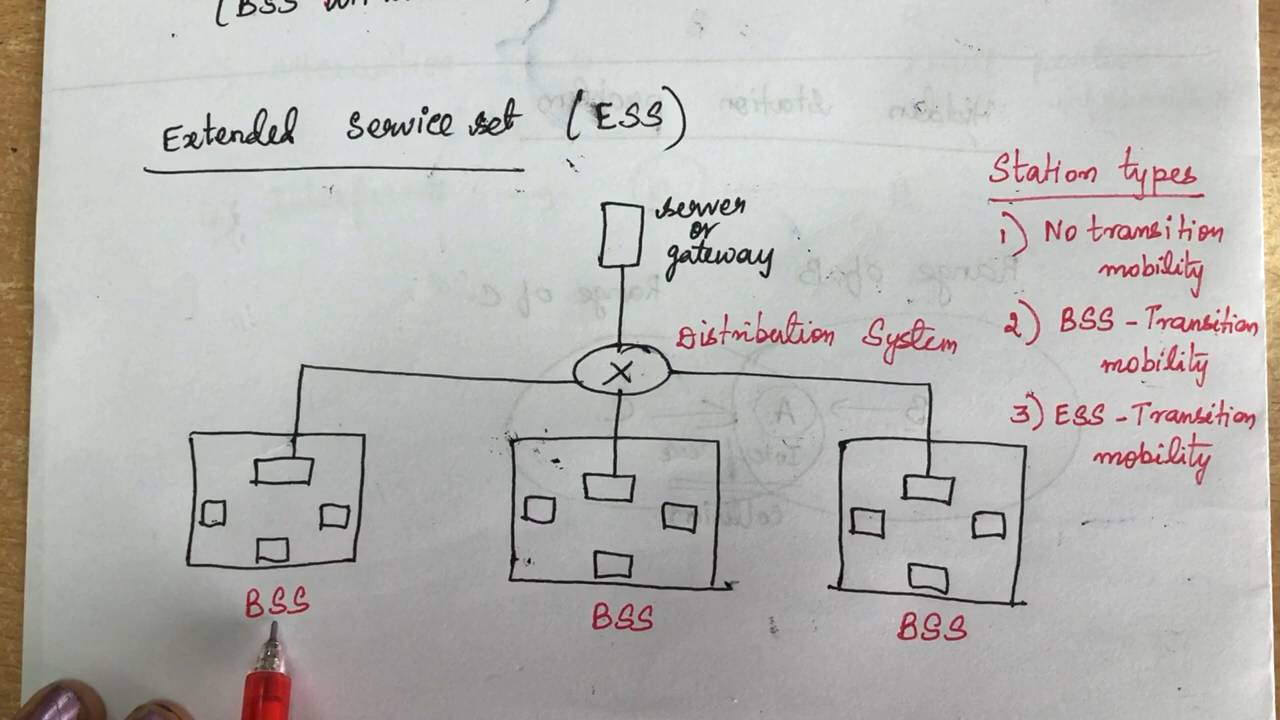 (BSS
Extended Service set (ESS)
server
or
gateway
Distribution System
X
BSS
BSS
BSS
Station types
1) No transition
mobility
2) BSS - Transition
mobility
3) ESS - Transition
mobility